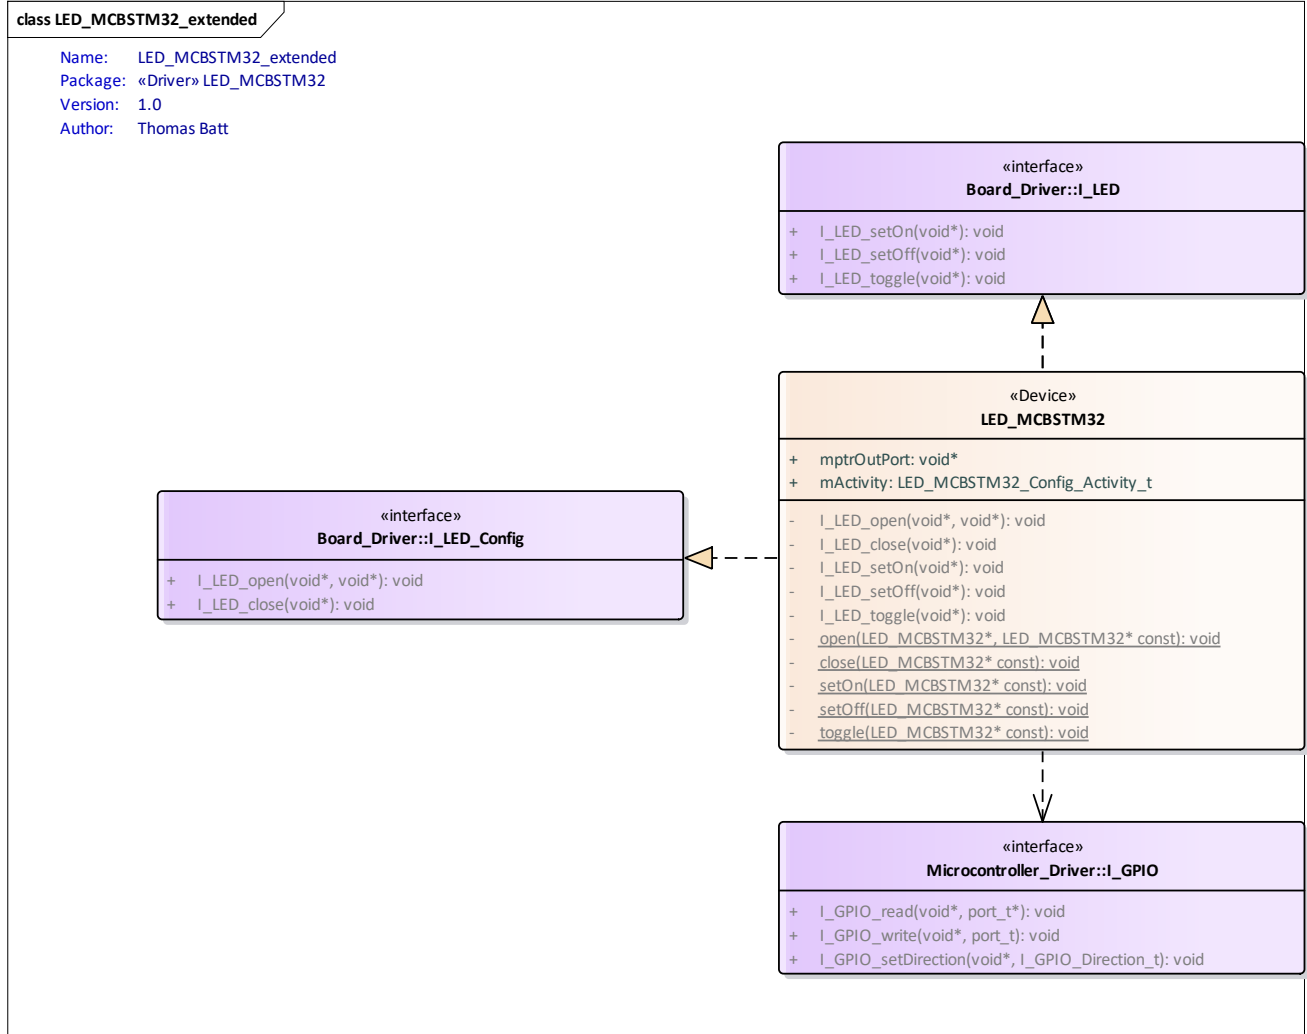 class LED_MCBSTM32_extended
Name: LED_MCBSTM32_extended
Package: «Driver» LED_MCBSTM32
Version: 1.0
Author: Thomas Batt
«interface»
Board_Driver::I_LED
+ I_LED_setOn(void*): void
+ I_LED_setOff(void*): void
+ I_LED_toggle(void*): void
«Device»
LED_MCBSTM32
+ mptrOutPort: void*
+ mActivity: LED_MCBSTM32_Config_Activity_t
- I_LED_open(void*, void*): void
- I_LED_close(void*): void
- I_LED_setOn(void*): void
- I_LED_setOff(void*): void
- I_LED_toggle(void*): void
- open(LED_MCBSTM32*, LED_MCBSTM32* const): void
- close(LED_MCBSTM32* const): void
- setOn(LED_MCBSTM32* const): void
- setOff(LED_MCBSTM32* const): void
- toggle(LED_MCBSTM32* const): void
«interface»
Board_Driver::I_LED_Config
+ I_LED_open(void*, void*): void
+ I_LED_close(void*): void
«interface»
Microcontroller_Driver::I_GPIO
+ I_GPIO_read(void*, port_t*): void
+ I_GPIO_write(void*, port_t): void
+ I_GPIO_setDirection(void*, I_GPIO_Direction_t): void